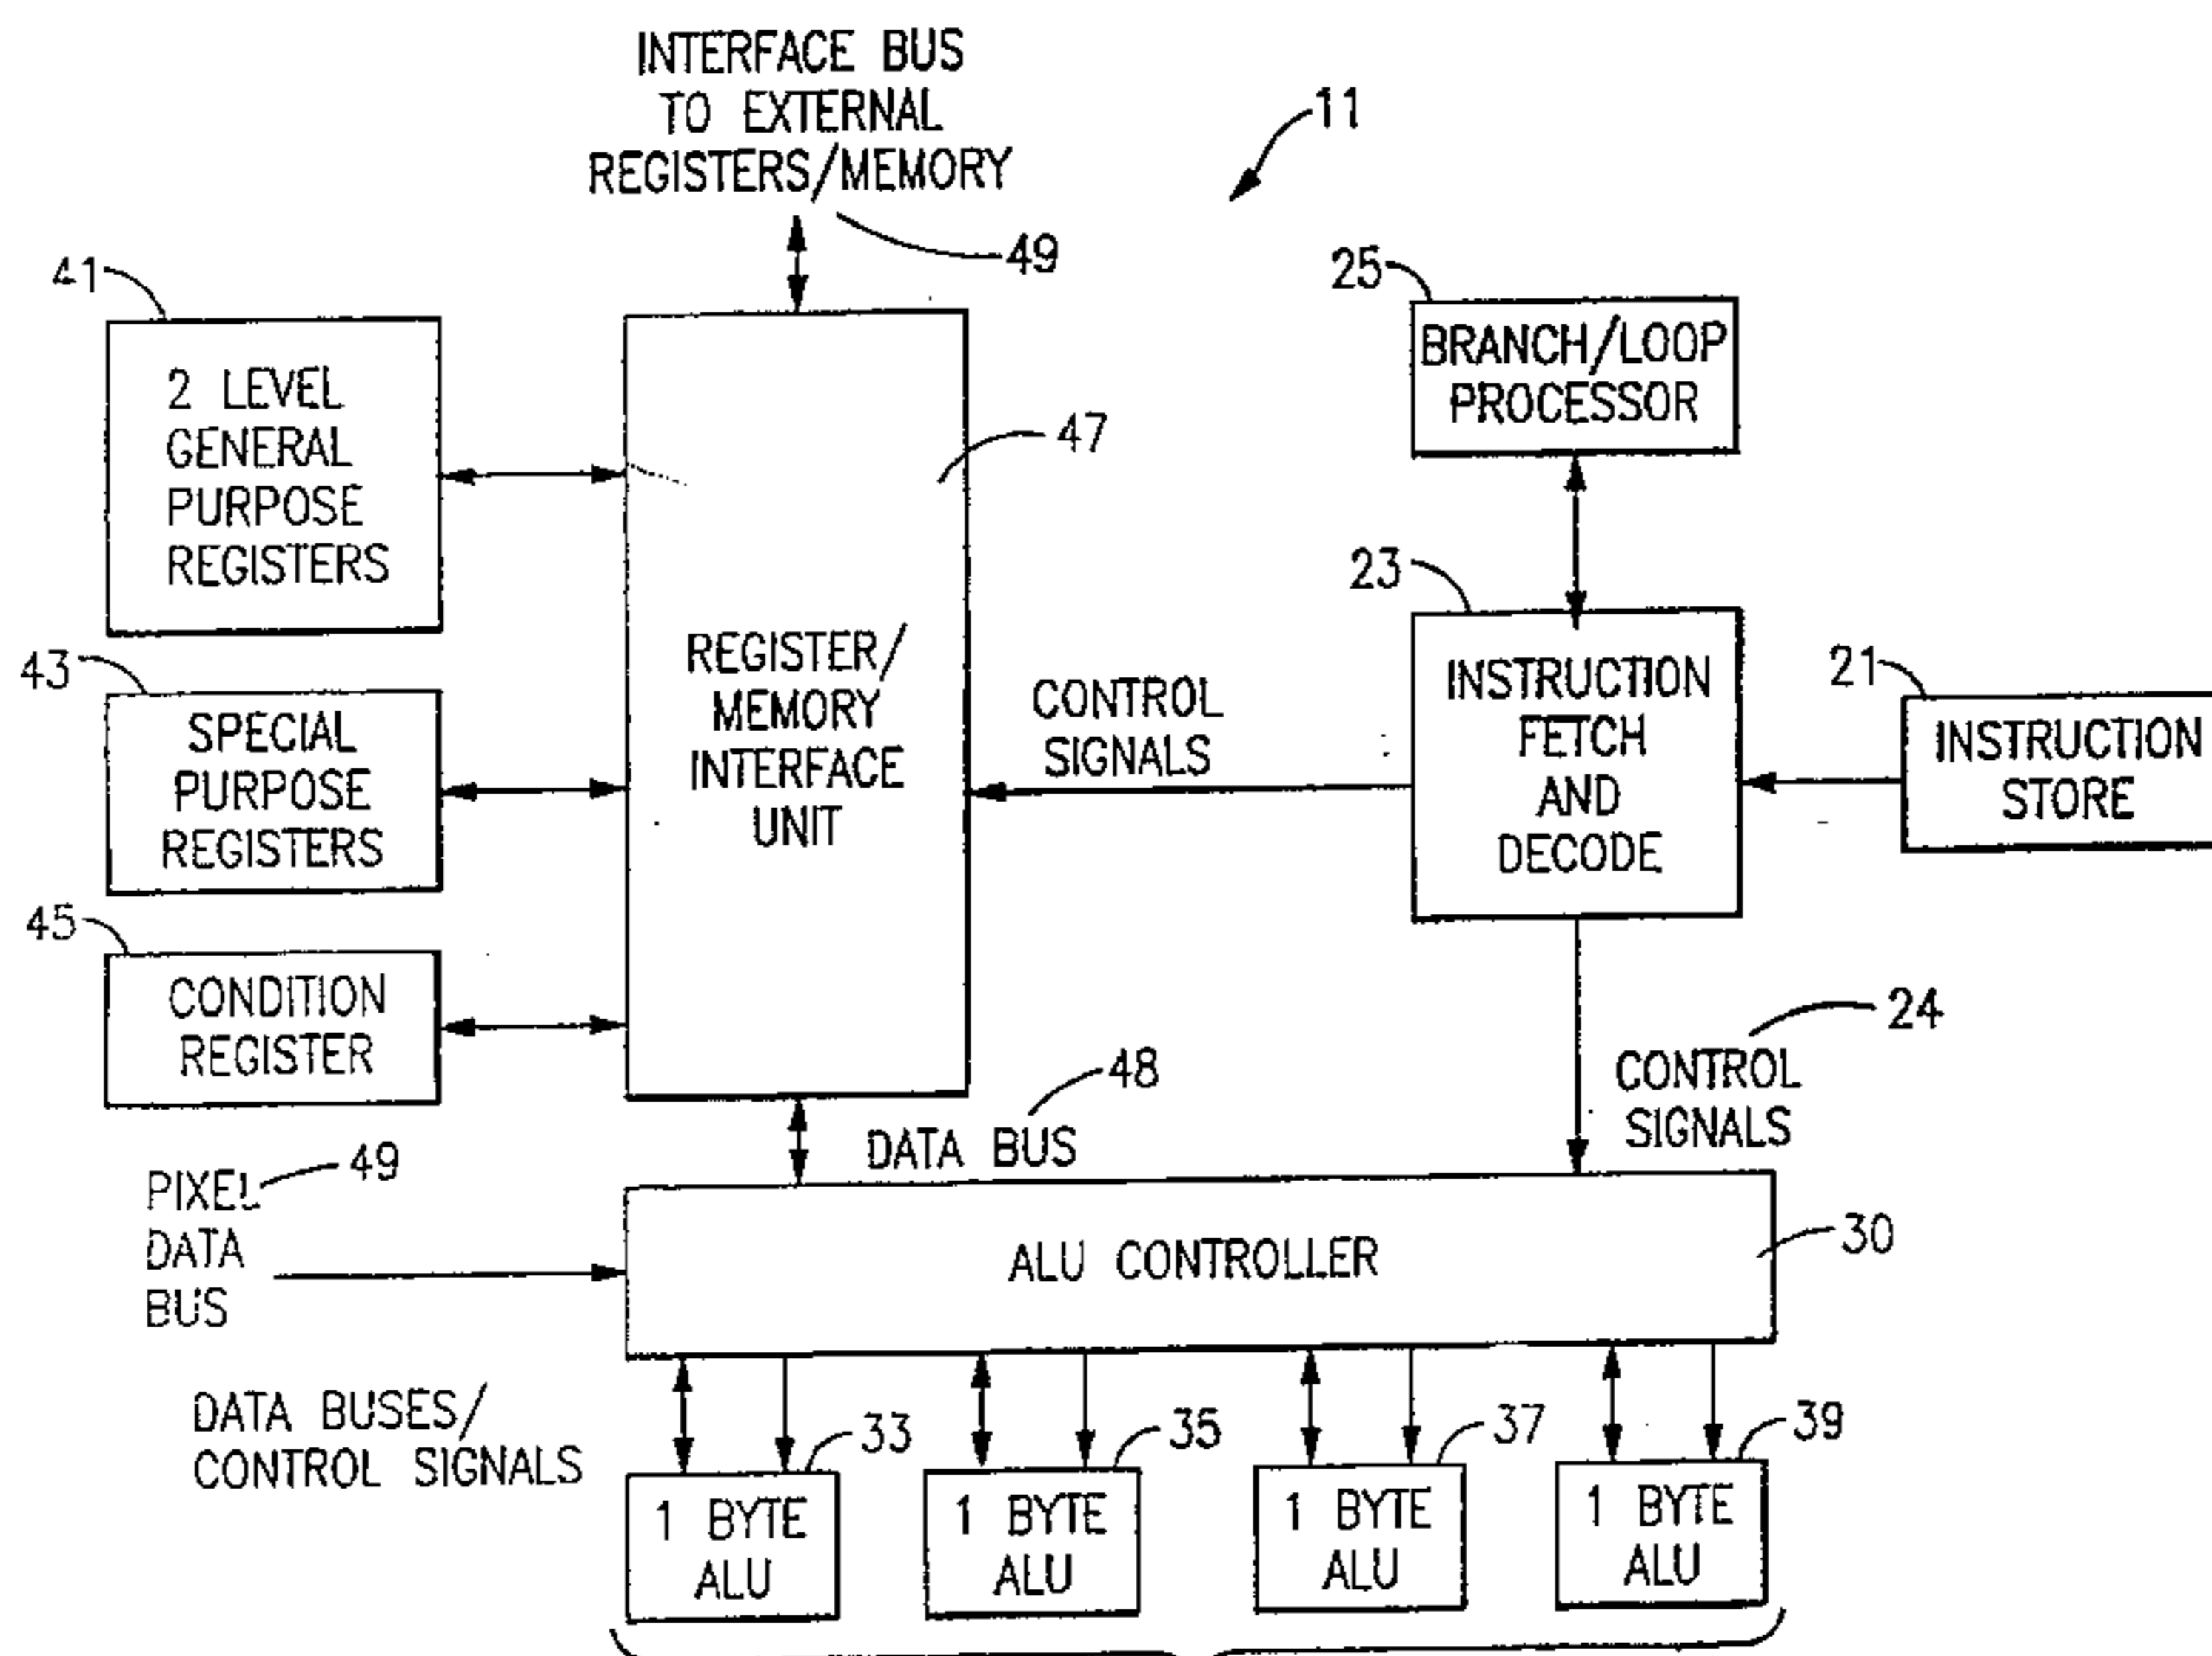 INTERFACE BUS
TO EXTERNAL
REGISTERS/MEMORY
11
49
41
25
2 LEVEL
GENERAL
PURPOSE
REGISTERS
BRANCH/LOOP
PROCESSOR
47
23
43
SPECIAL
PURPOSE
REGISTERS
REGISTER/
MEMORY
INTERFACE
UNIT
CONTROL
SIGNALS
INSTRUCTION
FETCH
AND
DECODE
21
INSTRUCTION
STORE
45
CONDITION
REGISTER
24
CONTROL
SIGNALS
48
DATA BUS
49
PIXEL
DATA
BUS
ALU CONTROLLER
30
DATA BUSES/
CONTROL SIGNALS
33
35
37
39
1 BYTE
ALU
1 BYTE
ALU
1 BYTE
ALU
1 BYTE
ALU